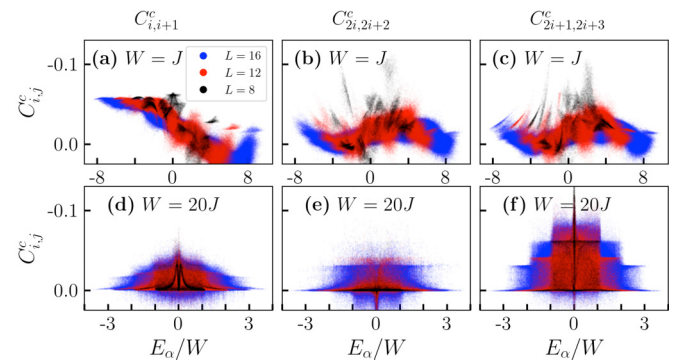 C^c_{i,i+1} C^c_{2i,2i+2} C^c_{2i+1,2i+3}
(a) W = J L = 16 L = 12 L = 8 (b) W = J (c) W = J
-0.1
C^c_{i,j}
0.0
-8 0 8 -8 0 8 -8 0 8
(d) W = 20J (e) W = 20J (f) W = 20J
-0.1
C^c_{i,j}
0.0
-3 0 3 -3 0 3 -3 0 3
E_α/W E_α/W E_α/W